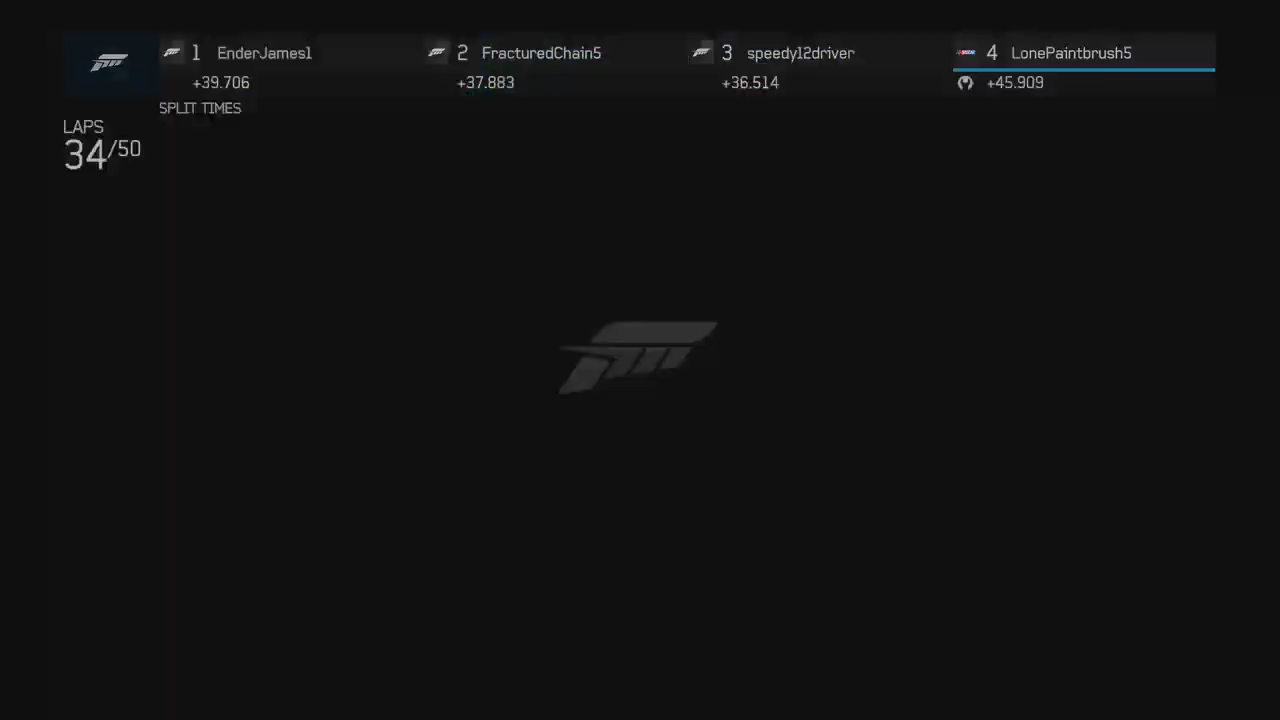 1 EnderJames1 2 FracturedChain5 3 speedy12driver 4 LonePaintbrush5
+39.706 +37.883 +36.514 +45.909
SPLIT TIMES
LAPS
34/50